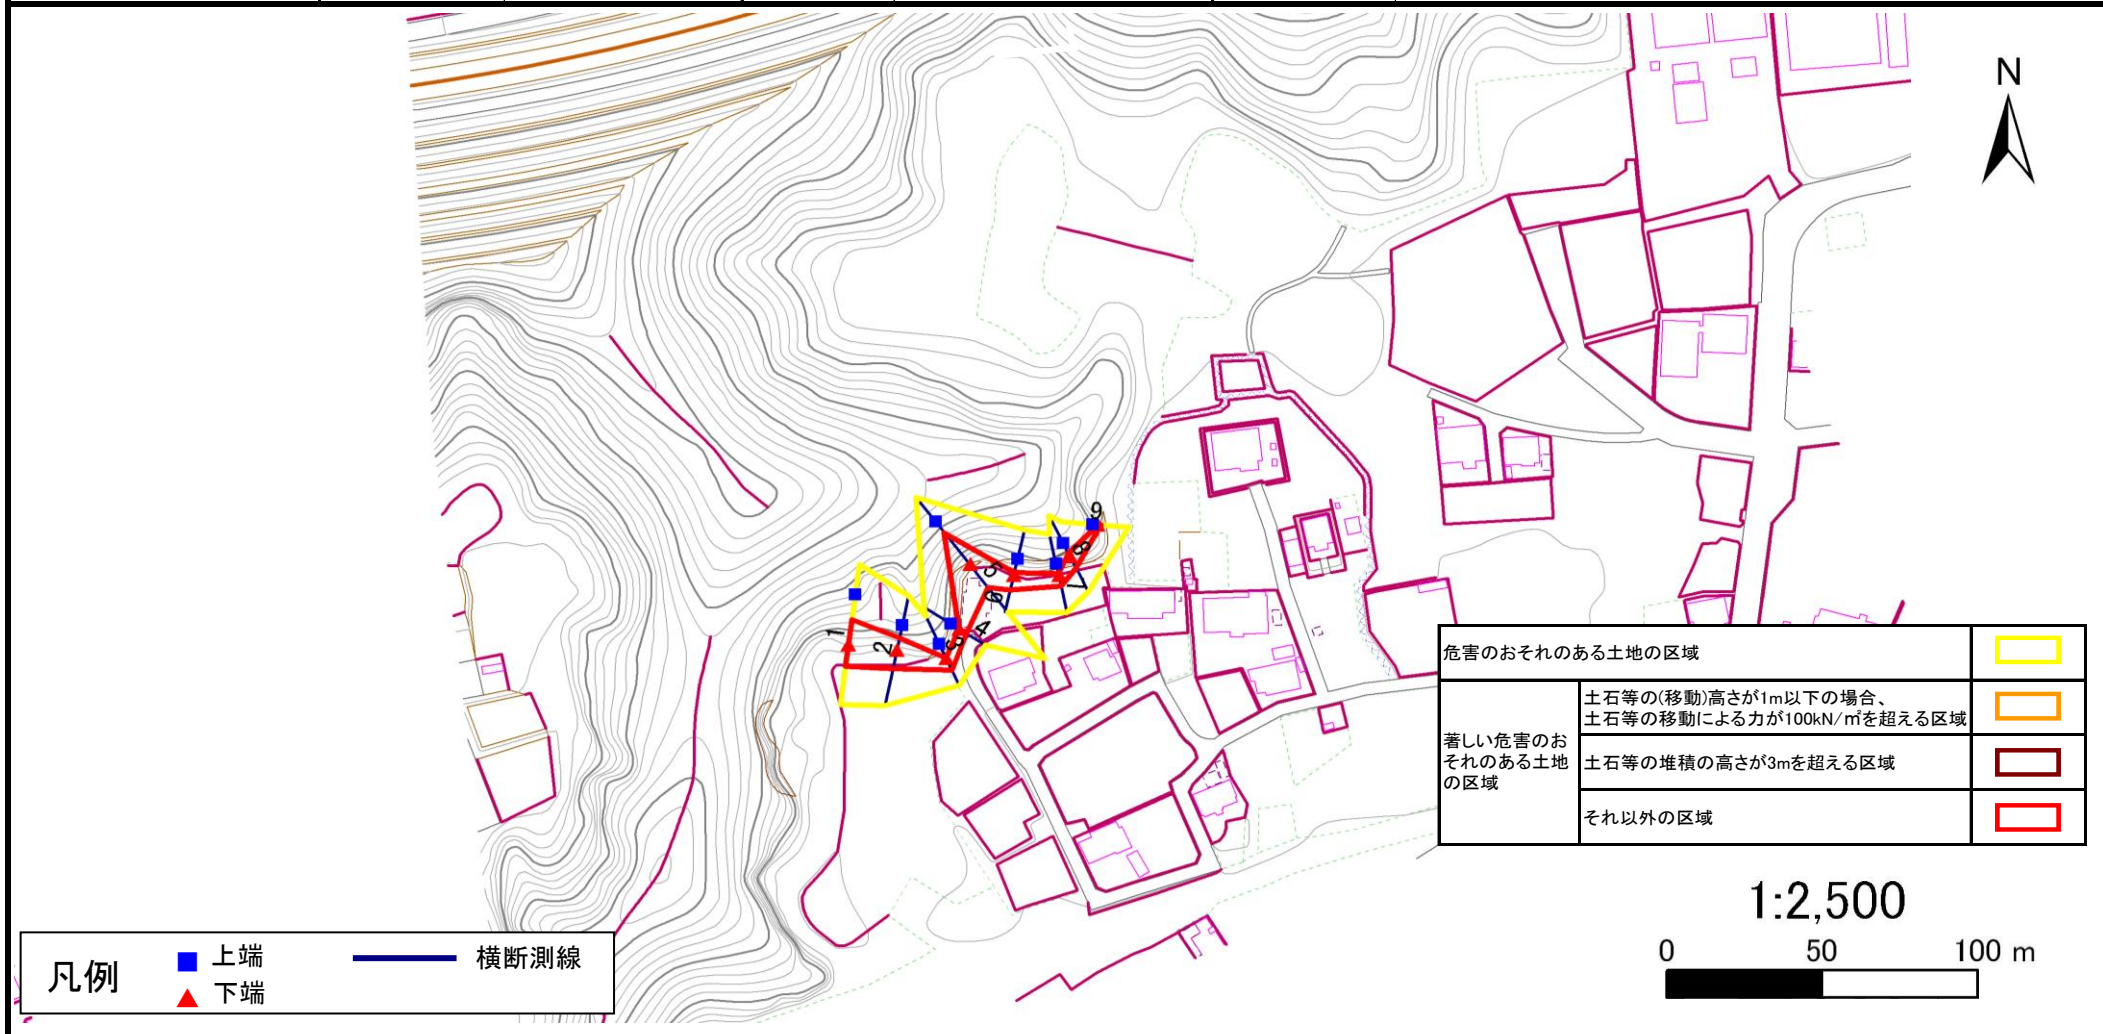 N
9
8
5
7
6
1
2
3
4
危害のおそれのある土地の区域
著しい危害のお
それのある土地
の区域
土石等の(移動)高さが1m以下の場合、
土石等の移動による力が100kN/㎡を超える区域
土石等の堆積の高さが3mを超える区域
それ以外の区域
1:2,500
0 50 100 m
凡例
上端
下端
横断測線